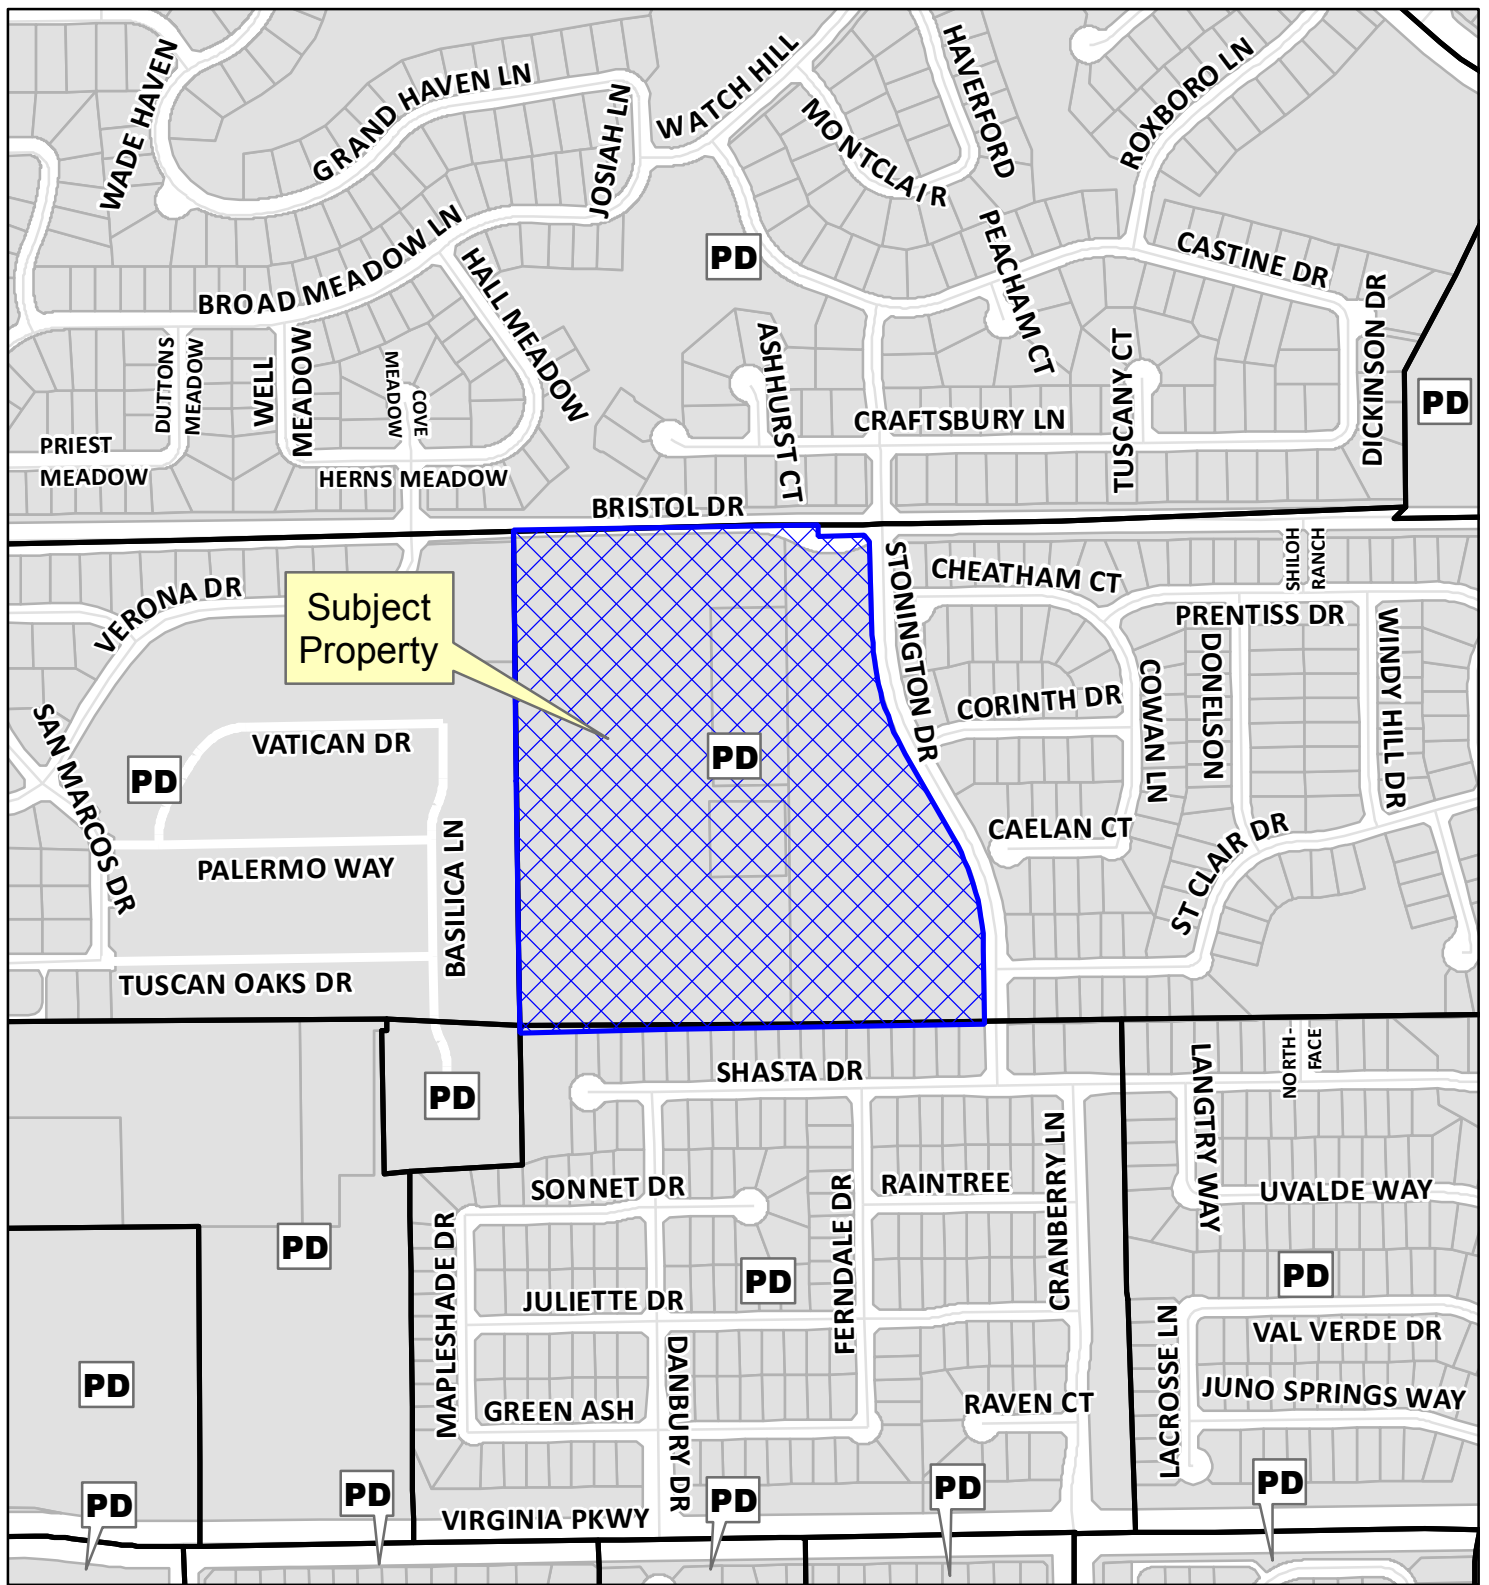 WADE HAVEN
GRAND HAVEN LN
JOSIAH LN
WATCH HILL
MONTCLAIR
HAVERFORD
ROXBORO LN
PEACHAM CT
CASTINE DR
DICKINSON DR
PD
BROAD MEADOW LN
HALL MEADOW
DUTTONS
MEADOW
WELL
MEADOW
COVE
MEADOW
ASHHURST CT
CRAFTSBURY LN
TUSCANY CT
PD
PRIEST
MEADOW
HERNS MEADOW
BRISTOL DR
VERONA DR
Subject
Property
STONINGTON DR
CHEATHAM CT
SHILOH
RANCH
PRENTISS DR
SAN MARCOS DR
VATICAN DR
PD
PD
CORINTH DR
COWAN LN
DONELSON
WINDY HILL DR
PALERMO WAY
BASILICA LN
CAELAN CT
ST CLAIR DR
TUSCAN OAKS DR
PD
SHASTA DR
NORTH-
FACE
LANGTRY WAY
CRANBERRY LN
SONNET DR
RAINTREE
UVALDE WAY
PD
MAPLESHADE DR
FERNDALE DR
PD
PD
JULIETTE DR
VAL VERDE DR
PD
DANBURY DR
GREEN ASH
RAVEN CT
LACROSSE LN
JUNO SPRINGS WAY
PD
PD
PD
PD
PD
VIRGINIA PKWY